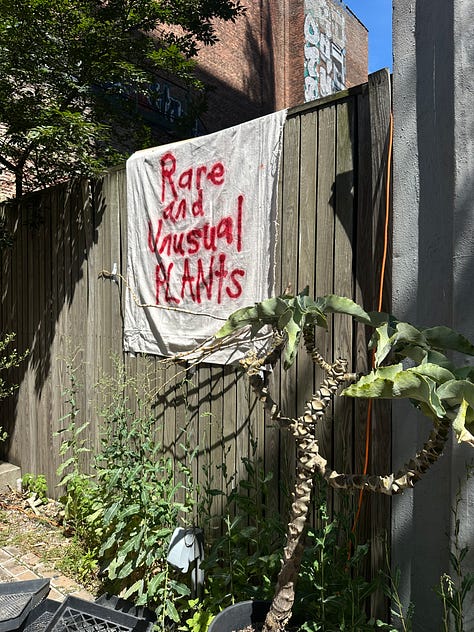 Rare
and
Unusual
PLANts